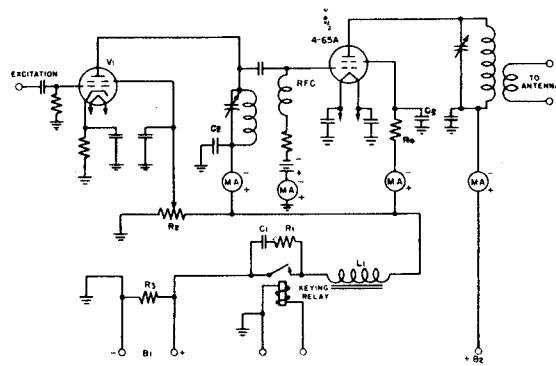 V2
4-65A
V1
EXCITATION
RFC
TO
ANTENNA
C2
C2
R4
MA
MA
MA
MA
R2
C1
R1
L1
R3
KEYING
RELAY
- B1 +
+ B2